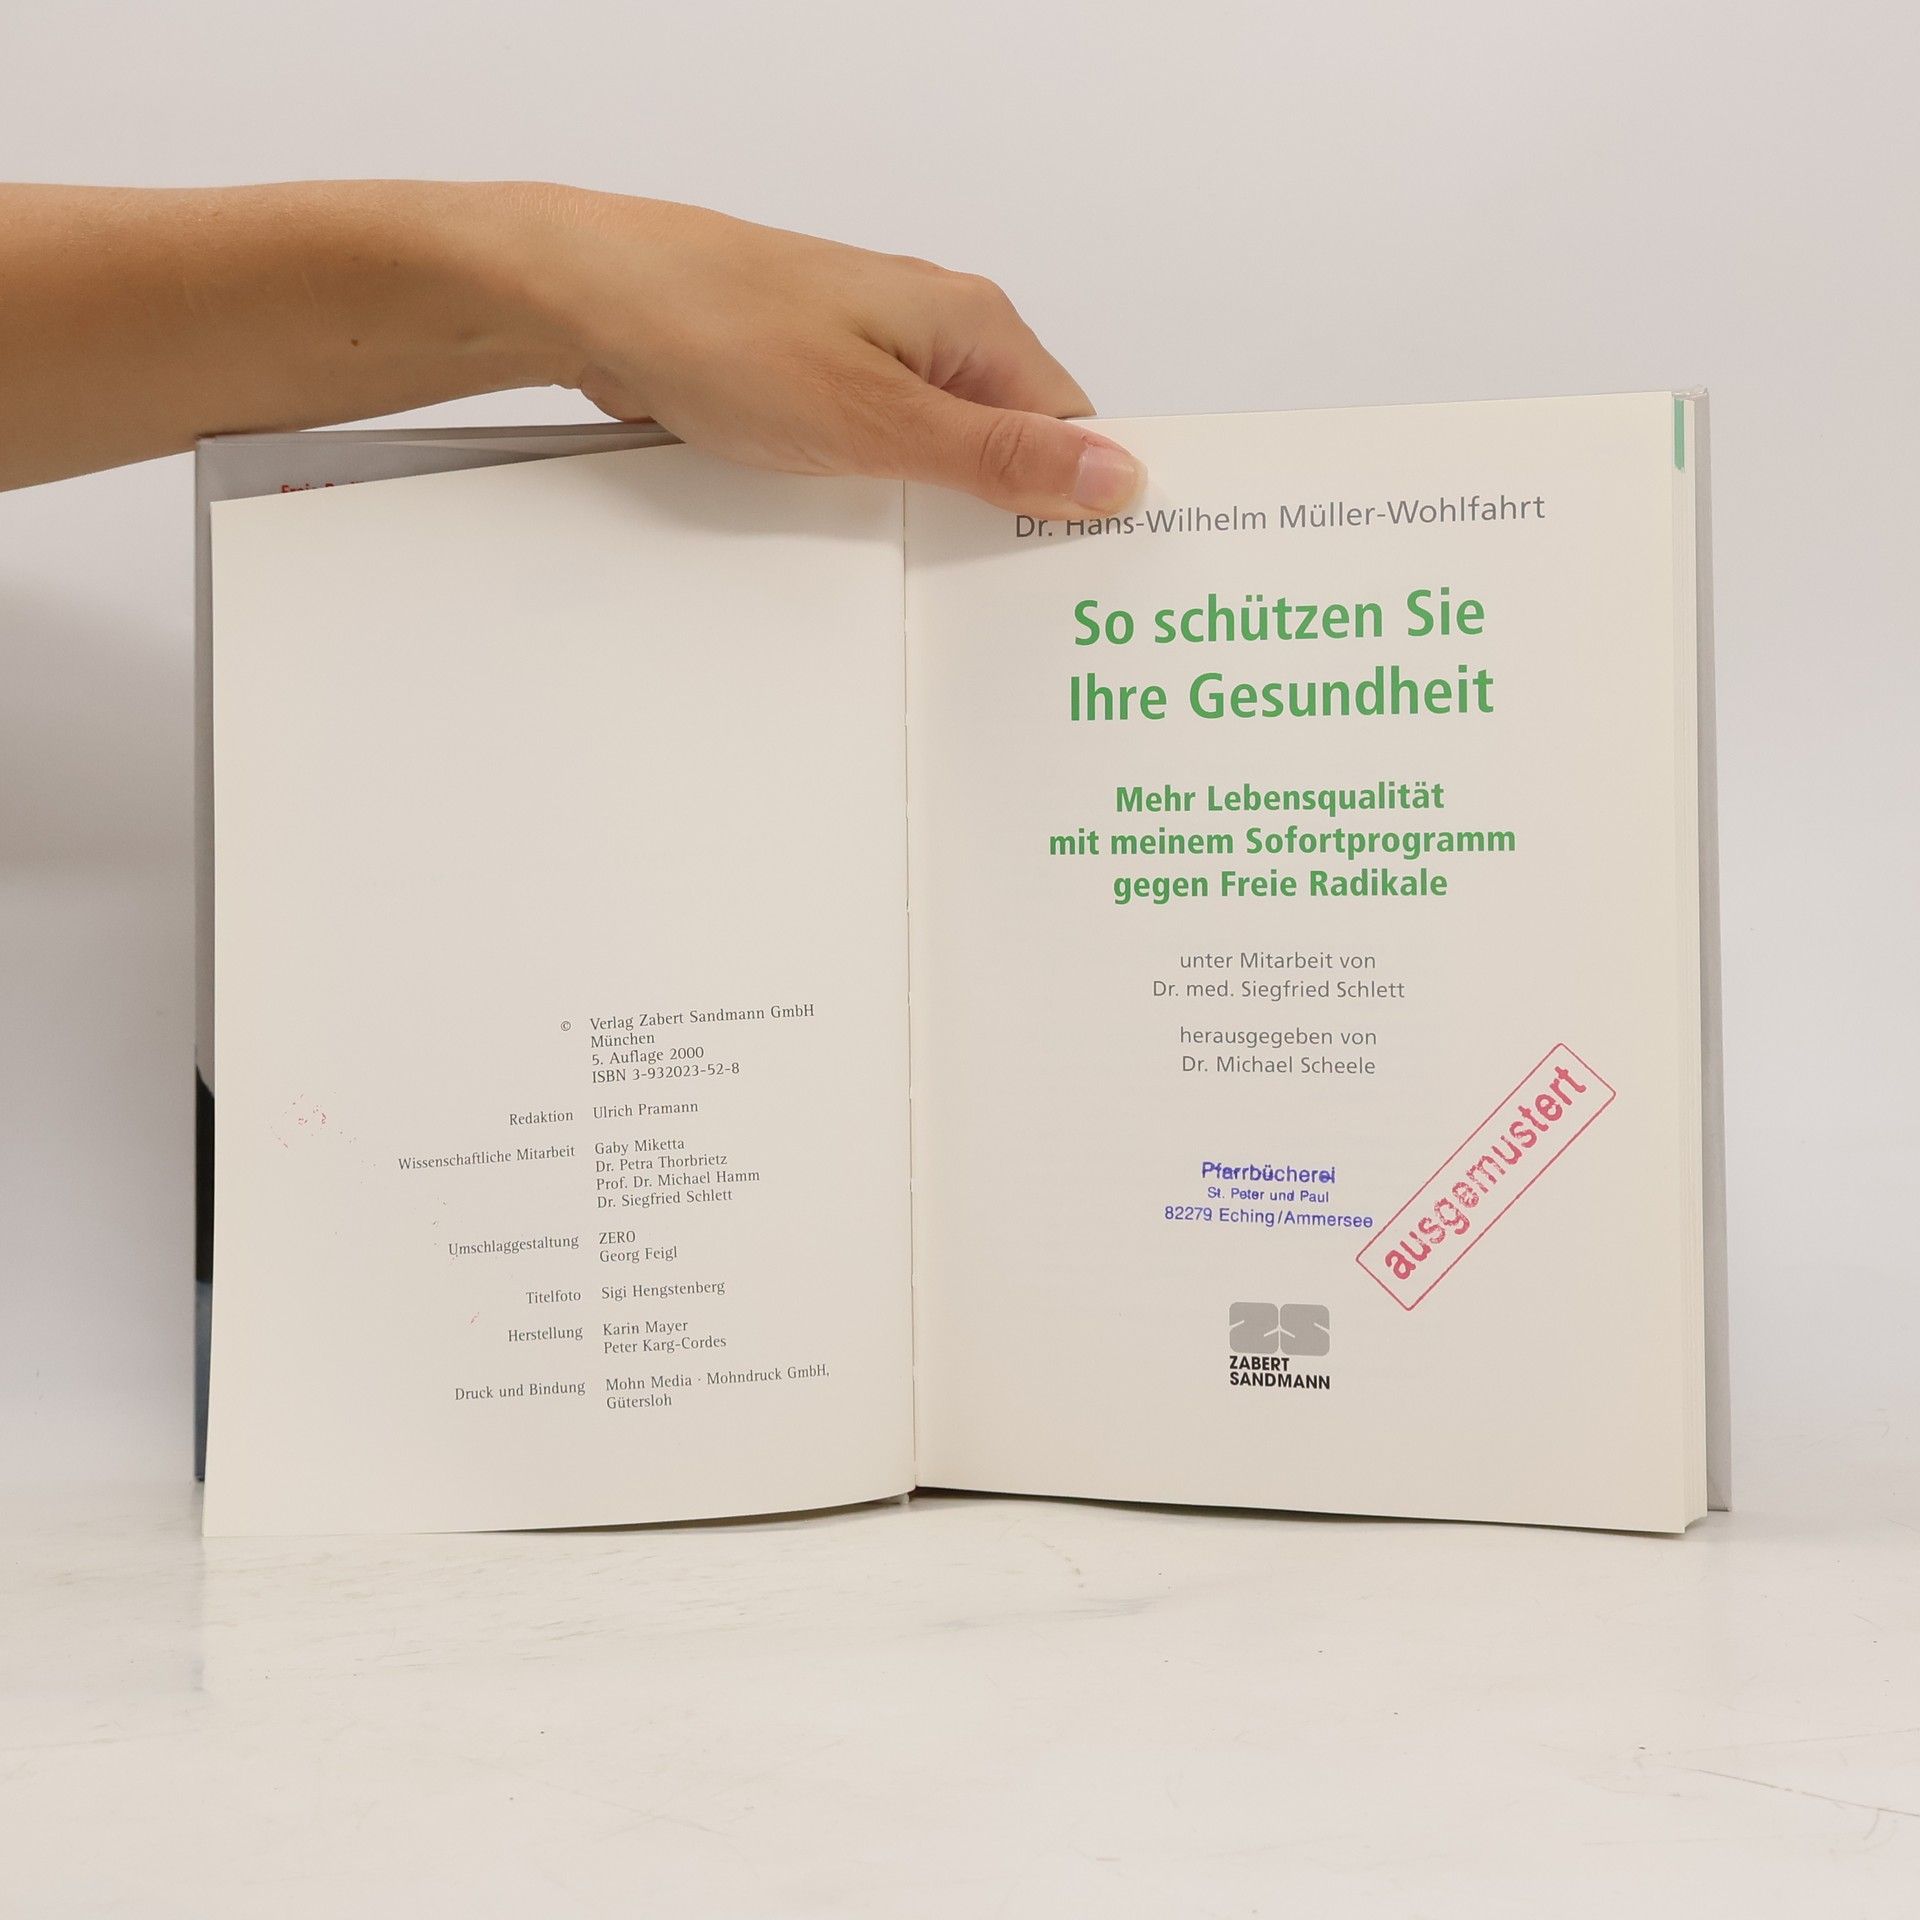 © Verlag Zabert Sandmann GmbH
München
5. Auflage 2000
ISBN 3-932023-52-8
Redaktion Ulrich Pramann
Wissenschaftliche Mitarbeit Gaby Miketta
Dr. Petra Thorbrietz
Prof. Dr. Michael Hamm
Dr. Siegfried Schlett
Umschlaggestaltung ZERO
Georg Feigl
Titelfoto Sigi Hengstenberg
Herstellung Karin Mayer
Peter Karg-Cordes
Druck und Bindung Mohn Media · Mohndruck GmbH,
Gütersloh
Dr. Hans-Wilhelm Müller-Wohlfahrt
So schützen Sie
Ihre Gesundheit
Mehr Lebensqualität
mit meinem Sofortprogramm
gegen Freie Radikale
unter Mitarbeit von
Dr. med. Siegfried Schlett
herausgegeben von
Dr. Michael Scheele
Pfarrbücherei
St. Peter und Paul
82279 Eching/Ammersee
ausgemustert
ZABERT
SANDMANN